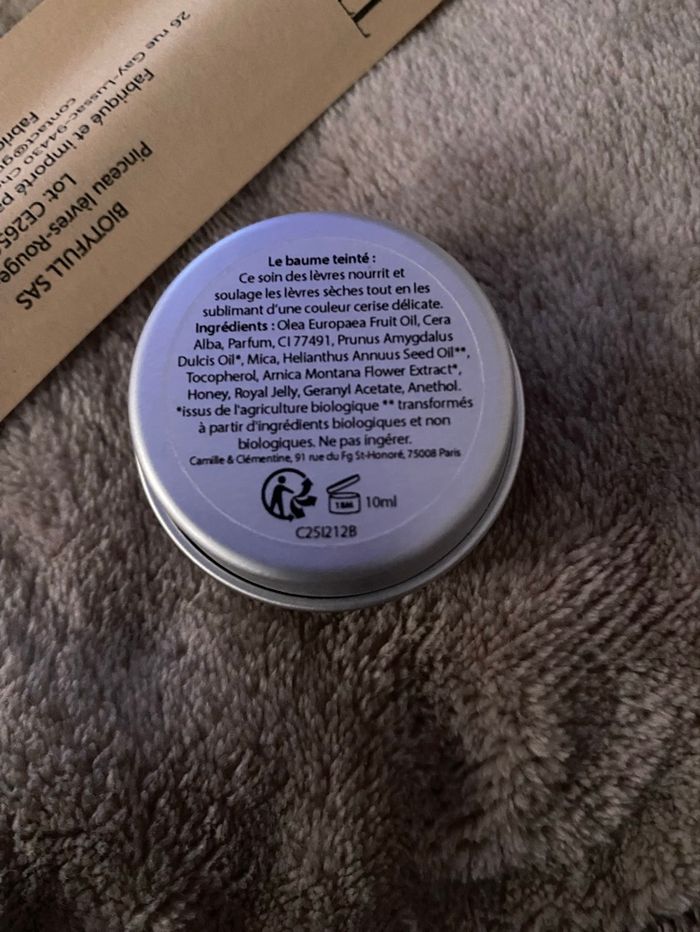 Le baume teinté :
Ce soin des lèvres nourrit et
soulage les lèvres sèches tout en les
sublimant d'une couleur cerise délicate.
Ingrédients : Olea Europaea Fruit Oil, Cera
Alba, Parfum, CI 77491, Prunus Amygdalus
Dulcis Oil*, Mica, Helianthus Annuus Seed Oil**,
Tocopherol, Arnica Montana Flower Extract*,
Honey, Royal Jelly, Geranyl Acetate, Anethol.
*issus de l'agriculture biologique ** transformés
à partir d'ingrédients biologiques et non
biologiques. Ne pas ingérer.
Camille & Clémentine, 91 rue du Fg St-Honoré, 75008 Paris
10ml
C25I212B
BIOTYFULL SAS
Pinceau lèvres-Rouge
Lot: CE265
Fabriqué et importé
contact@
26 rue Gay-Lussac-94430